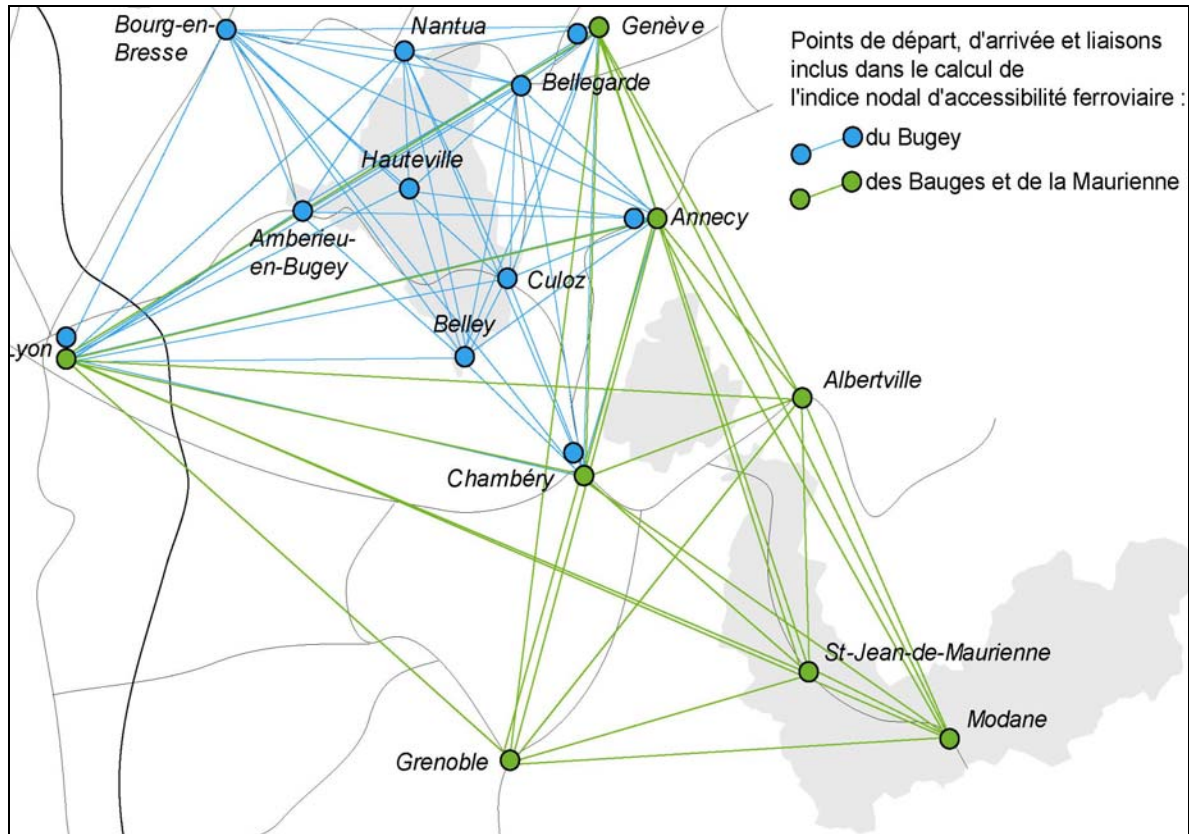 Bourg-en-
Bresse
Nantua
Genève
Points de départ, d'arrivée et liaisons
inclus dans le calcul de
l'indice nodal d'accessibilité ferroviaire :
Bellegarde
du Bugey
Hauteville
des Bauges et de la Maurienne
Annecy
Amberieu-
en-Bugey
Culoz
Belley
yon
Albertville
Chambéry
St-Jean-de-Maurienne
Modane
Grenoble